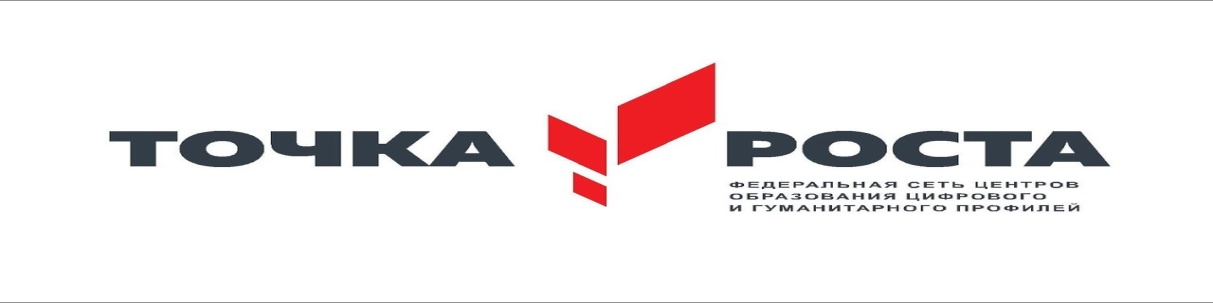 ТОЧКА РОСТА
ФЕДЕРАЛЬНАЯ СЕТЬ ЦЕНТРОВ
ОБРАЗОВАНИЯ ЦИФРОВОГО
И ГУМАНИТАРНОГО ПРОФИЛЕЙ